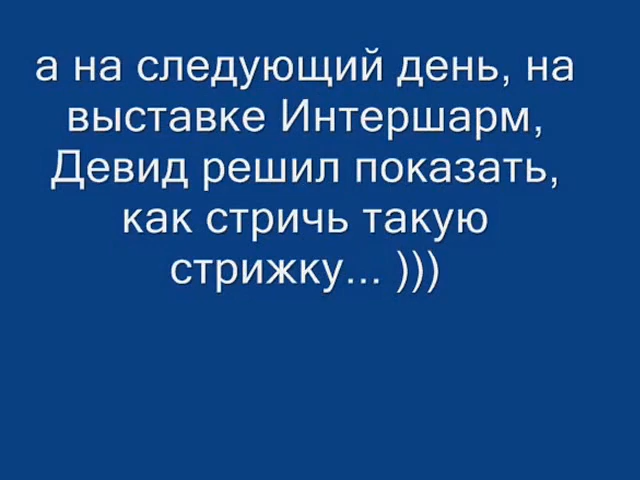 а на следующий день, на
выставке Интершарм,
Девид решил показать,
как стричь такую
стрижку... )))